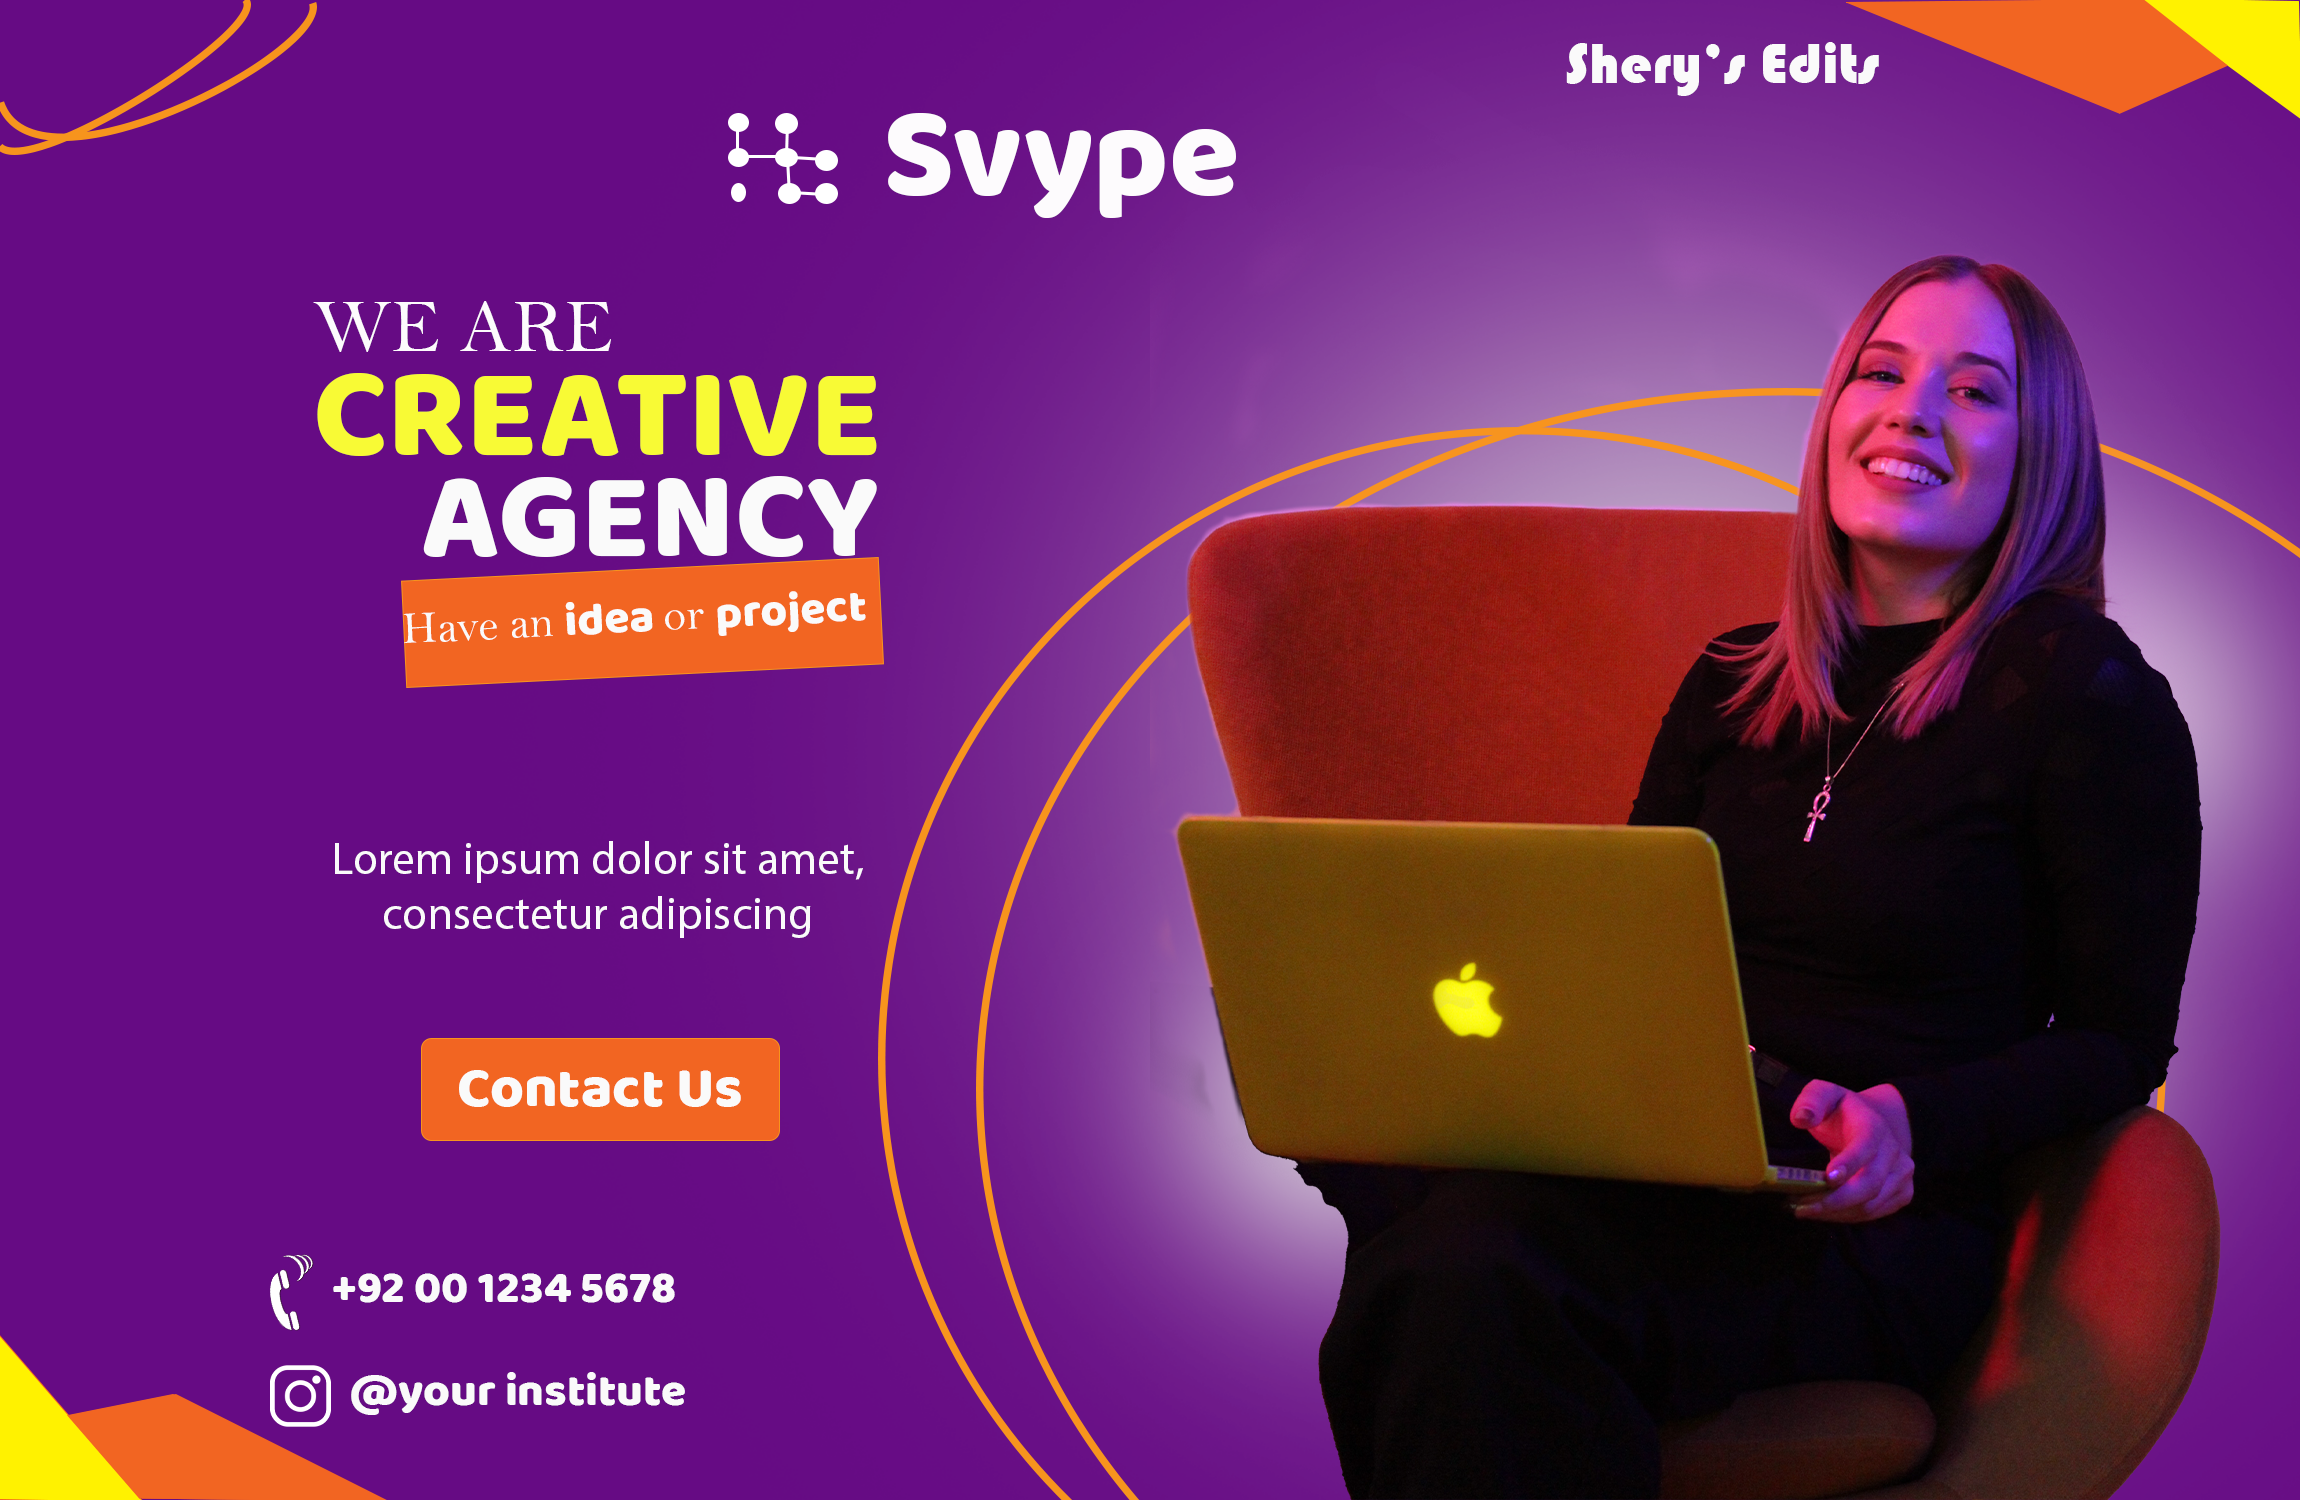 Shery's Edits
Svype
WE ARE
CREATIVE
AGENCY
Have an idea or project
Lorem ipsum dolor sit amet,
consectetur adipiscing
Contact Us
+92 00 1234 5678
@your institute